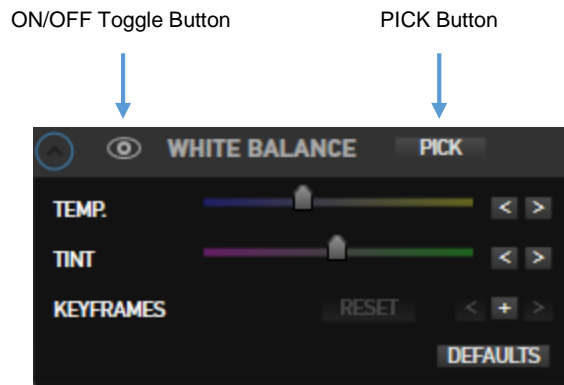 ON/OFF Toggle Button PICK Button
WHITE BALANCE PICK
TEMP. < >
TINT < >
KEYFRAMES RESET < + >
DEFAULTS